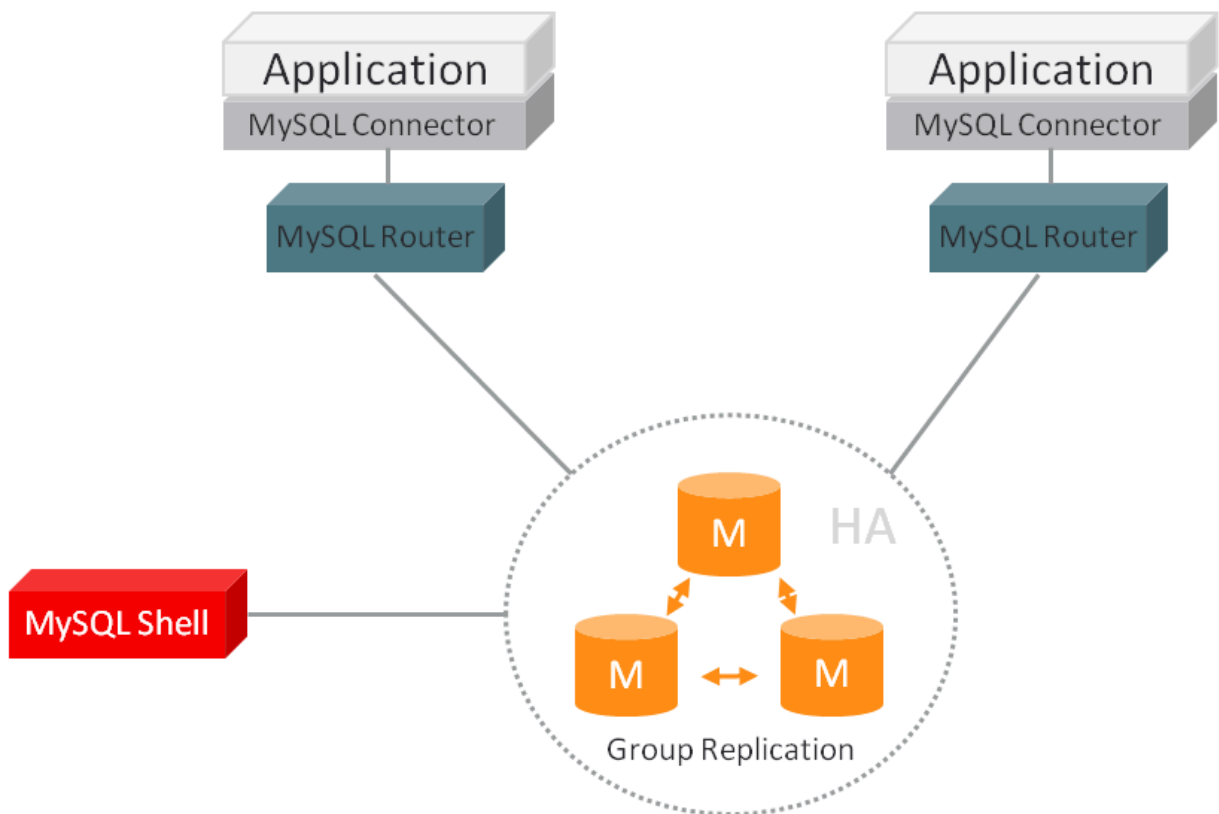 Application
MySQL Connector
MySQL Router
Application
MySQL Connector
MySQL Router
HA
M
M
M
Group Replication
MySQL Shell